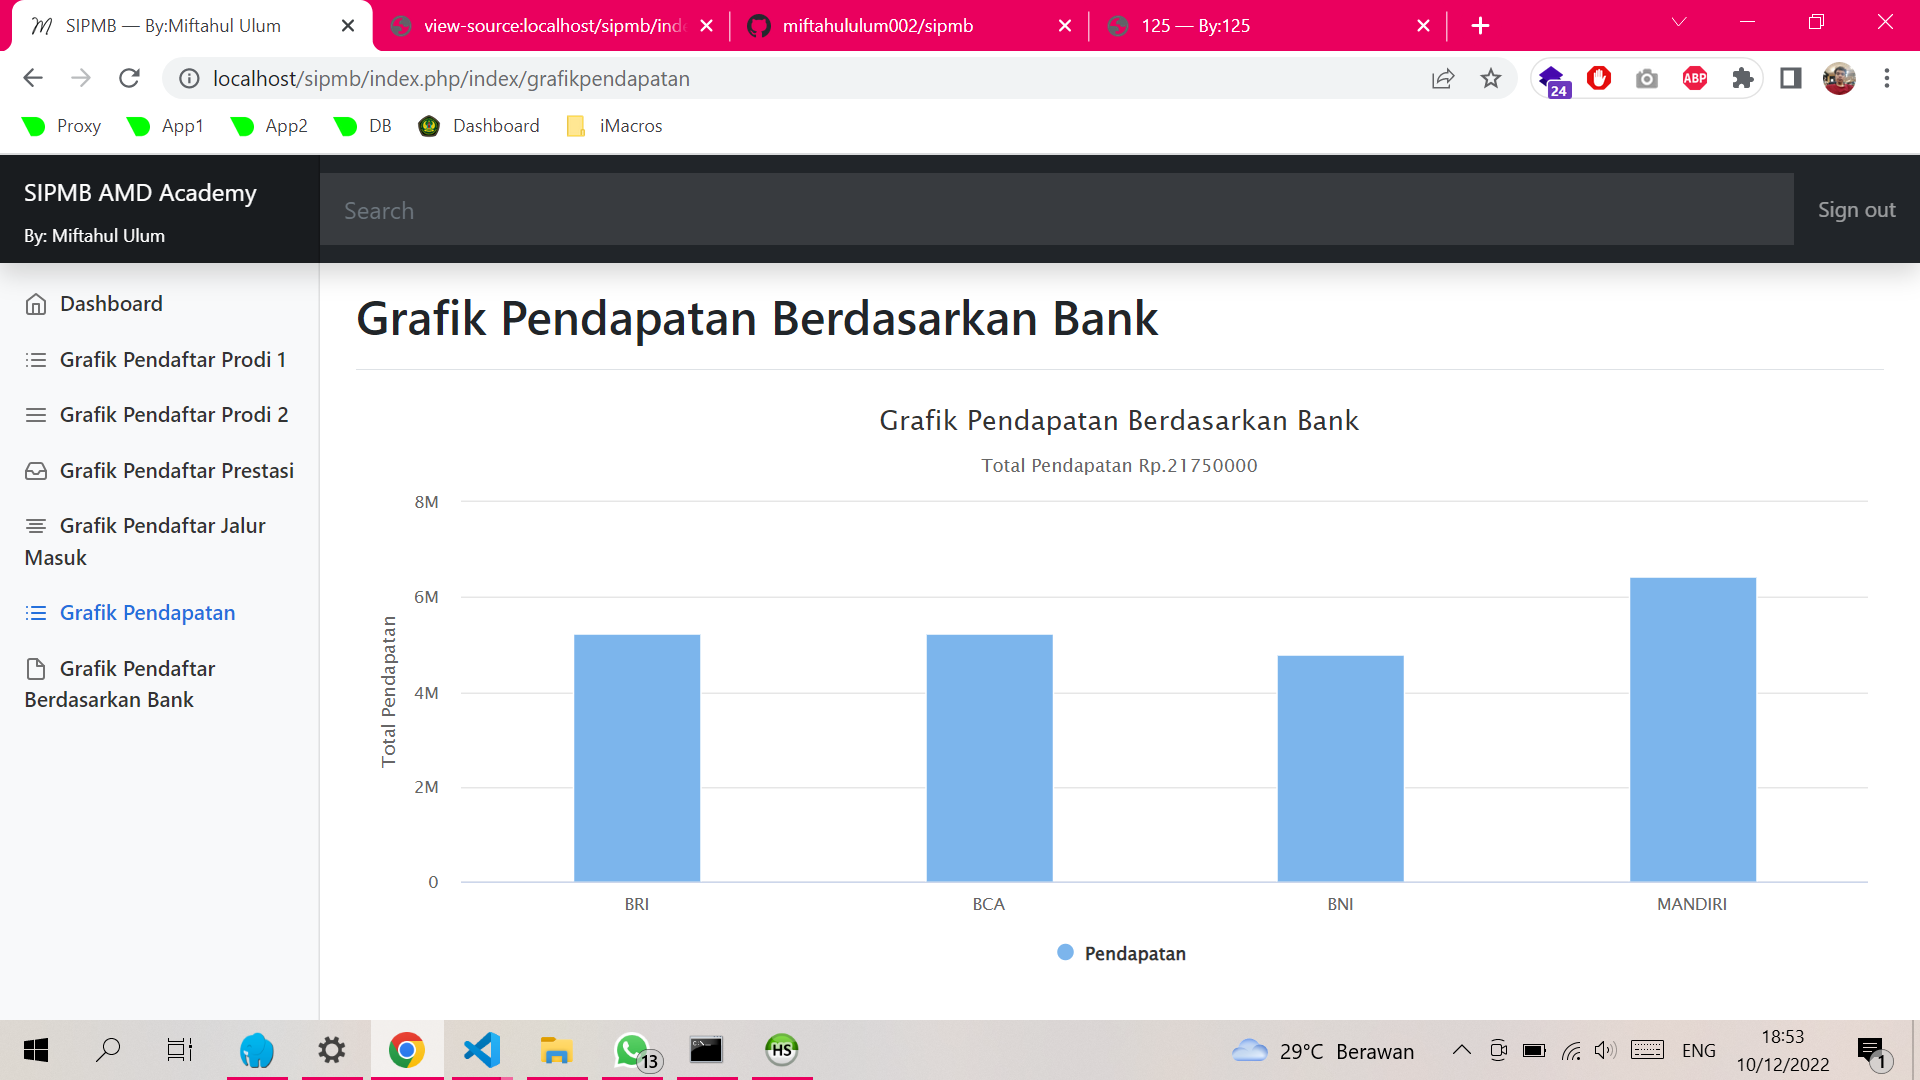 SIPMB — By:Miftahul Ulum
view-source:localhost/sipmb/ind
miftahululum002/sipmb
125 — By:125
localhost/sipmb/index.php/index/grafikpendapatan
24
ABP
Proxy
App1
App2
DB
Dashboard
iMacros
SIPMB AMD Academy
By: Miftahul Ulum
Search
Sign out
Dashboard
Grafik Pendaftar Prodi 1
Grafik Pendaftar Prodi 2
Grafik Pendaftar Prestasi
Grafik Pendaftar Jalur
Masuk
Grafik Pendapatan
Grafik Pendaftar
Berdasarkan Bank
Grafik Pendapatan Berdasarkan Bank
Grafik Pendapatan Berdasarkan Bank
Total Pendapatan Rp.21750000
Total Pendapatan
8M
6M
4M
2M
0
BRI
BCA
BNI
MANDIRI
Pendapatan
13
HS
29°C Berawan
ENG
18:53
10/12/2022
1